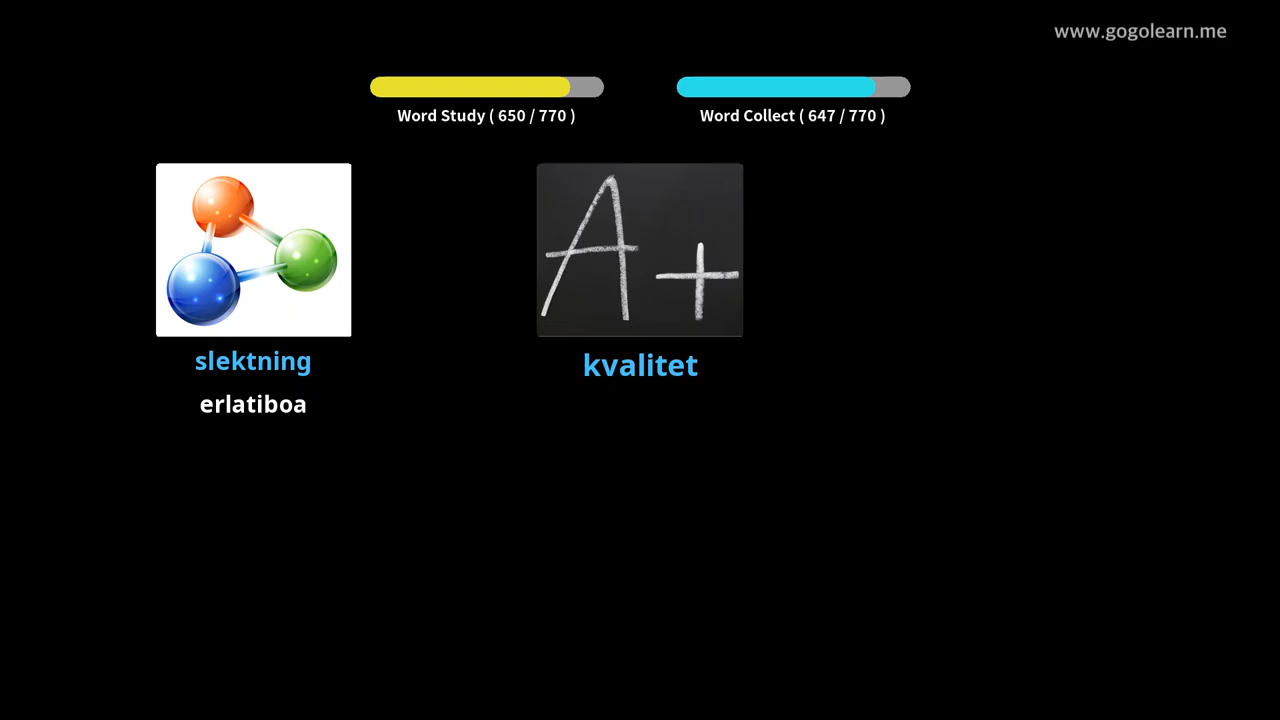 www.gogolearn.me
Word Study ( 650 / 770 )
Word Collect ( 647 / 770 )
A+
slektning
kvalitet
erlatiboa